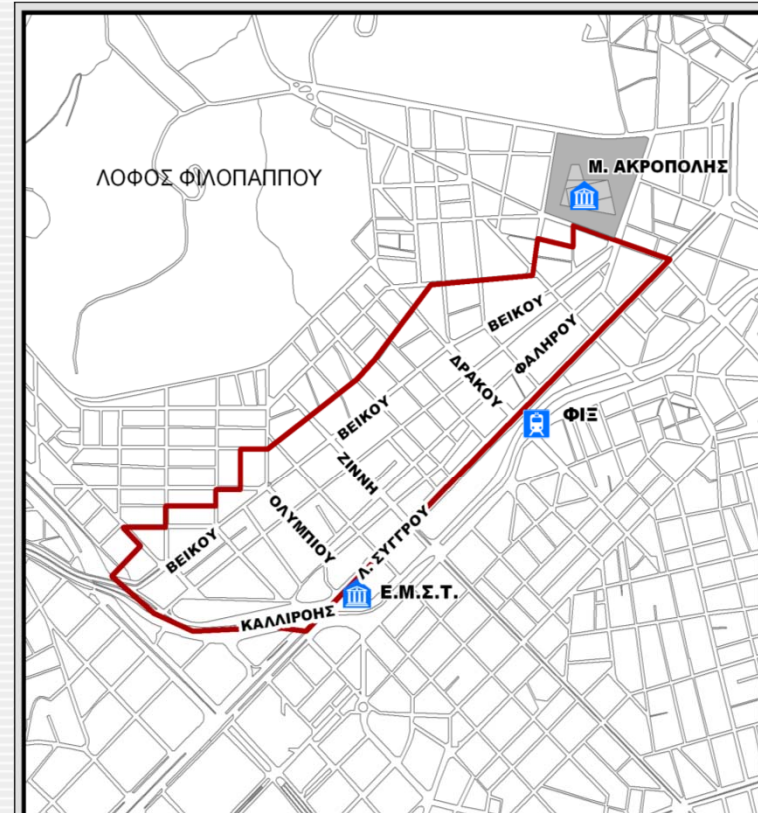 Μ. ΑΚΡΟΠΟΛΗΣ
ΛΟΦΟΣ ΦΙΛΟΠΑΠΠΟΥ
ΒΕΙΚΟΥ
ΦΑΛΗΡΟΥ
ΔΡΑΚΟΥ
ΦΙΞ
ΒΕΙΚΟΥ
ΖΙΝΝΗ
ΟΛΥΜΠΙΟΥ
Λ. ΣΥΓΓΡΟΥ
ΒΕΙΚΟΥ
Ε.Μ.Σ.Τ.
ΚΑΛΛΙΡΟΗΣ